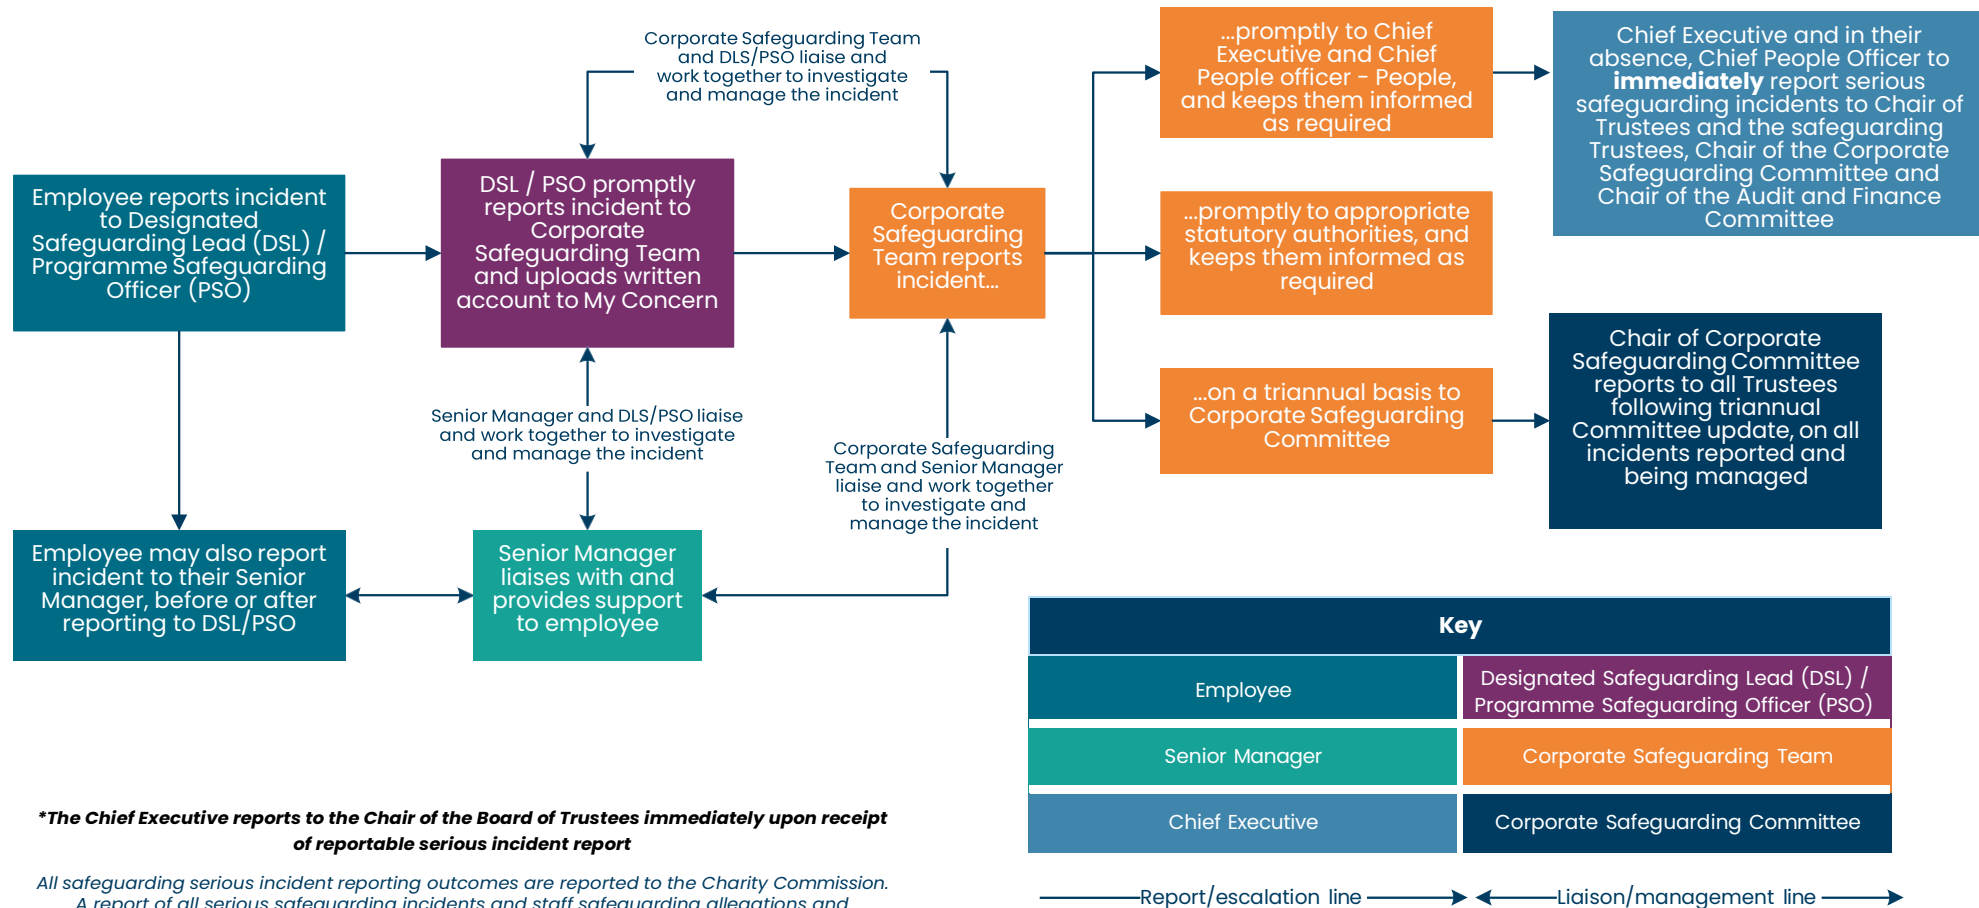 Corporate Safeguarding Team
and DLS/PSO liaise and
work together to investigate
and manage the incident
...promptly to Chief
Executive and Chief
People officer - People,
and keeps them informed
as required
Chief Executive and in their
absence, Chief People Officer to
immediately report serious
safeguarding incidents to Chair of
Trustees and the safeguarding
Trustees, Chair of the Corporate
Safeguarding Committee and
Chair of the Audit and Finance
Committee
Employee reports incident
to Designated
Safeguarding Lead (DSL) /
Programme Safeguarding
Officer (PSO)
DSL / PSO promptly
reports incident to
Corporate
Safeguarding Team
and uploads written
account to My Concern
Corporate
Safeguarding
Team reports
incident...
...promptly to appropriate
statutory authorities, and
keeps them informed as
required
...on a triannual basis to
Corporate Safeguarding
Committee
Chair of Corporate
Safeguarding Committee
reports to all Trustees
following triannual
Committee update, on all
incidents reported and
being managed
Senior Manager and DLS/PSO liaise
and work together to investigate
and manage the incident
Corporate Safeguarding
Team and Senior Manager
liaise and work together
to investigate and
manage the incident
Employee may also report
incident to their Senior
Manager, before or after
reporting to DSL/PSO
Senior Manager
liaises with and
provides support
to employee
Key
Employee
Designated Safeguarding Lead (DSL) /
Programme Safeguarding Officer (PSO)
Senior Manager
Corporate Safeguarding Team
Chief Executive
Corporate Safeguarding Committee
Report/escalation line
Liaison/management line
*The Chief Executive reports to the Chair of the Board of Trustees immediately upon receipt
of reportable serious incident report
All safeguarding serious incident reporting outcomes are reported to the Charity Commission.
A report of all serious safeguarding incidents and staff safeguarding allegations and